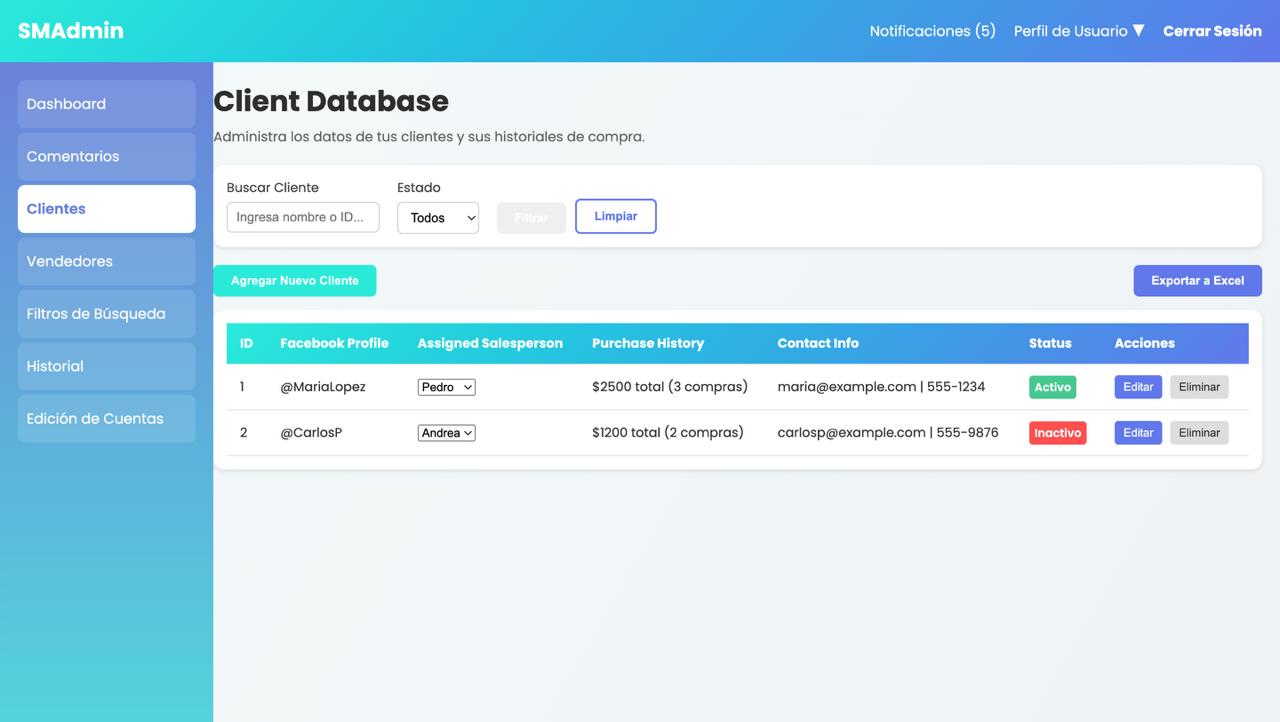 SMAdmin
Notificaciones (5) Perfil de Usuario ▼ Cerrar Sesión
Dashboard
Comentarios
Clientes
Vendedores
Filtros de Búsqueda
Historial
Edición de Cuentas
Client Database
Administra los datos de tus clientes y sus historiales de compra.
Buscar Cliente Estado
Ingresa nombre o ID... Todos Filtrar Limpiar
Agregar Nuevo Cliente Exportar a Excel
ID Facebook Profile Assigned Salesperson Purchase History Contact Info Status Acciones
1 @MariaLopez Pedro $2500 total (3 compras) maria@example.com | 555-1234 Activo Editar Eliminar
2 @CarlosP Andrea $1200 total (2 compras) carlosp@example.com | 555-9876 Inactivo Editar Eliminar